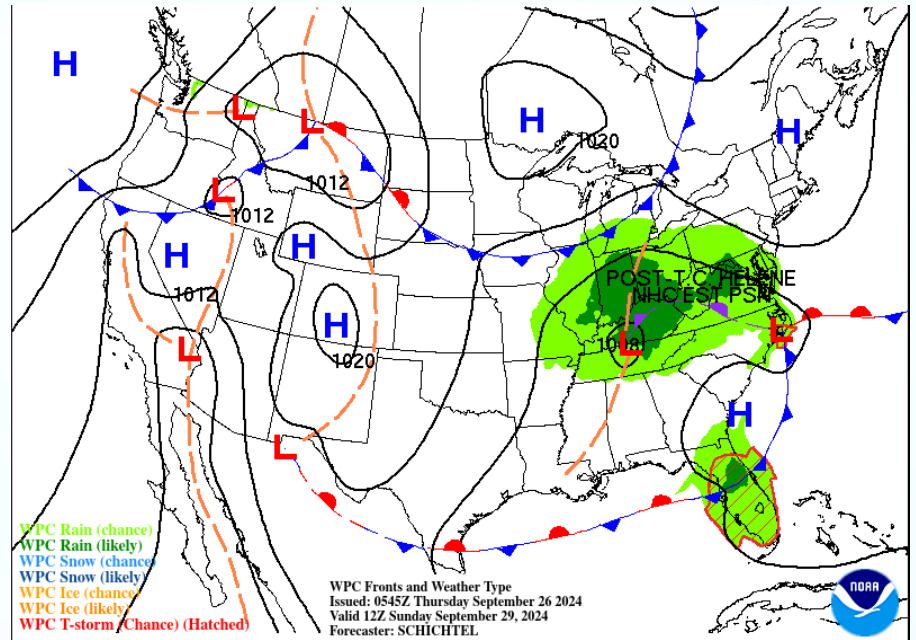 H
L
L
H
H
1020
1012
L
1012
H
H
1012
POST-T.C. HELENE
NHC EST PSN
H
1020
L
1008
L
L
H
L
WPC Rain (chance)
WPC Rain (likely)
WPC Snow (chance)
WPC Snow (likely)
WPC Ice (chance)
WPC Ice (likely)
WPC T-storm (Chance) (Hatched)
WPC Fronts and Weather Type
Issued: 0545Z Thursday September 26 2024
Valid 12Z Sunday September 29, 2024
Forecaster: SCHICHTEL
NOAA